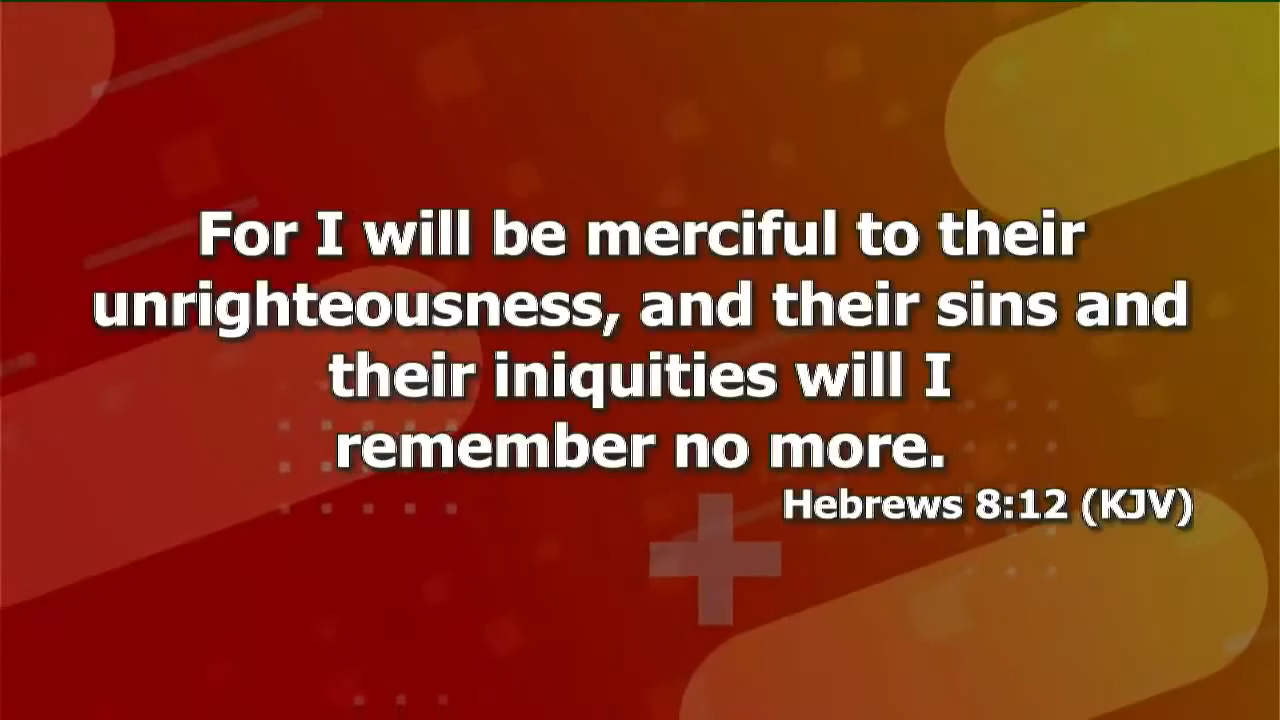 For I will be merciful to their
unrighteousness, and their sins and
their iniquities will I
remember no more.
Hebrews 8:12 (KJV)